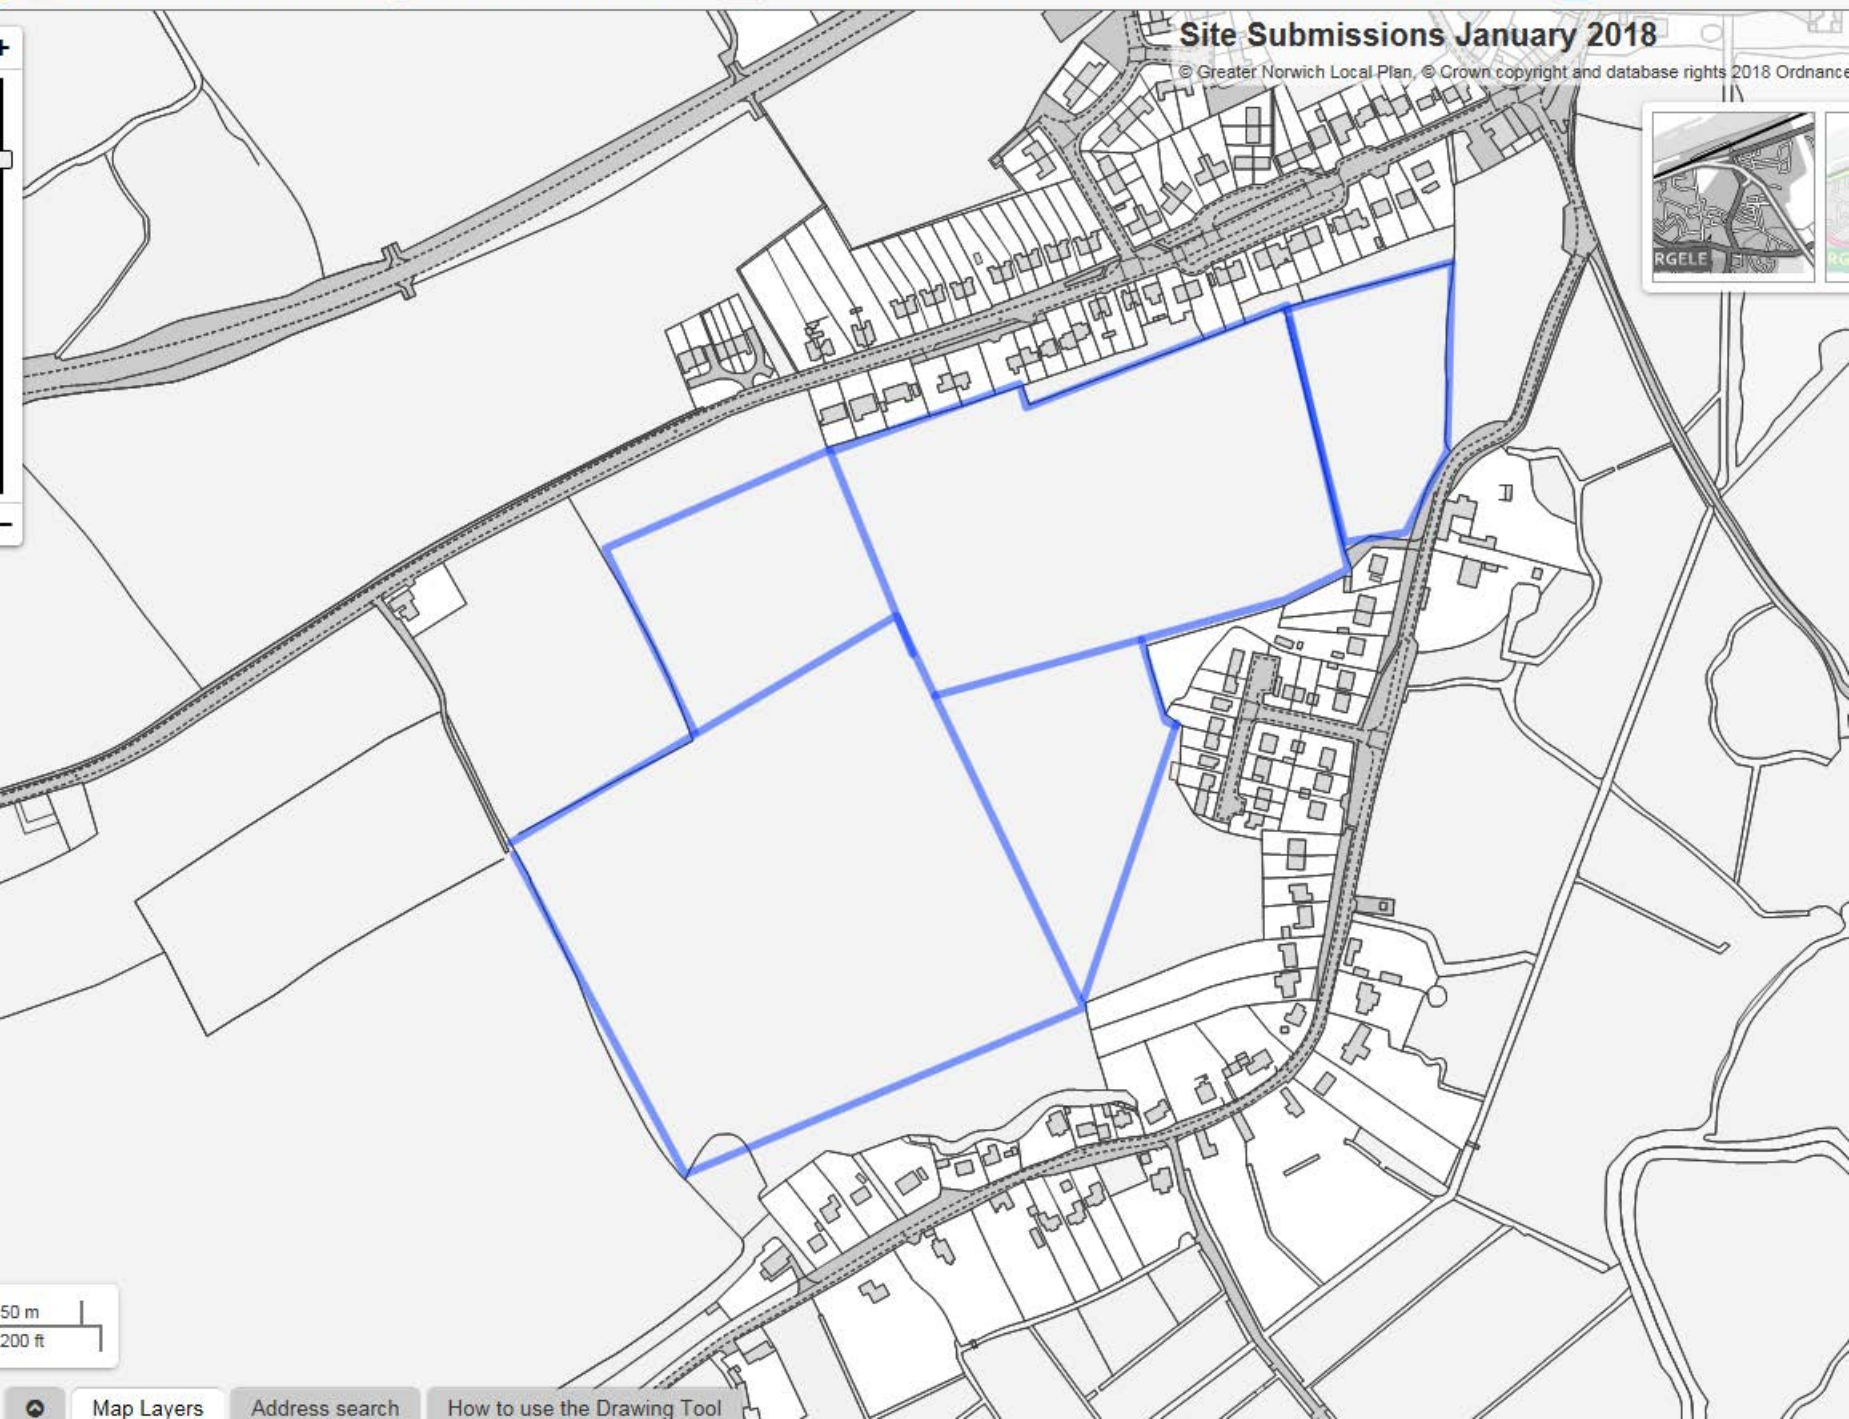 +
Site Submissions January 2018
© Greater Norwich Local Plan, © Crown copyright and database rights 2018 Ordnance
RGELE
−
50 m
200 ft
Map Layers
Address search
How to use the Drawing Tool